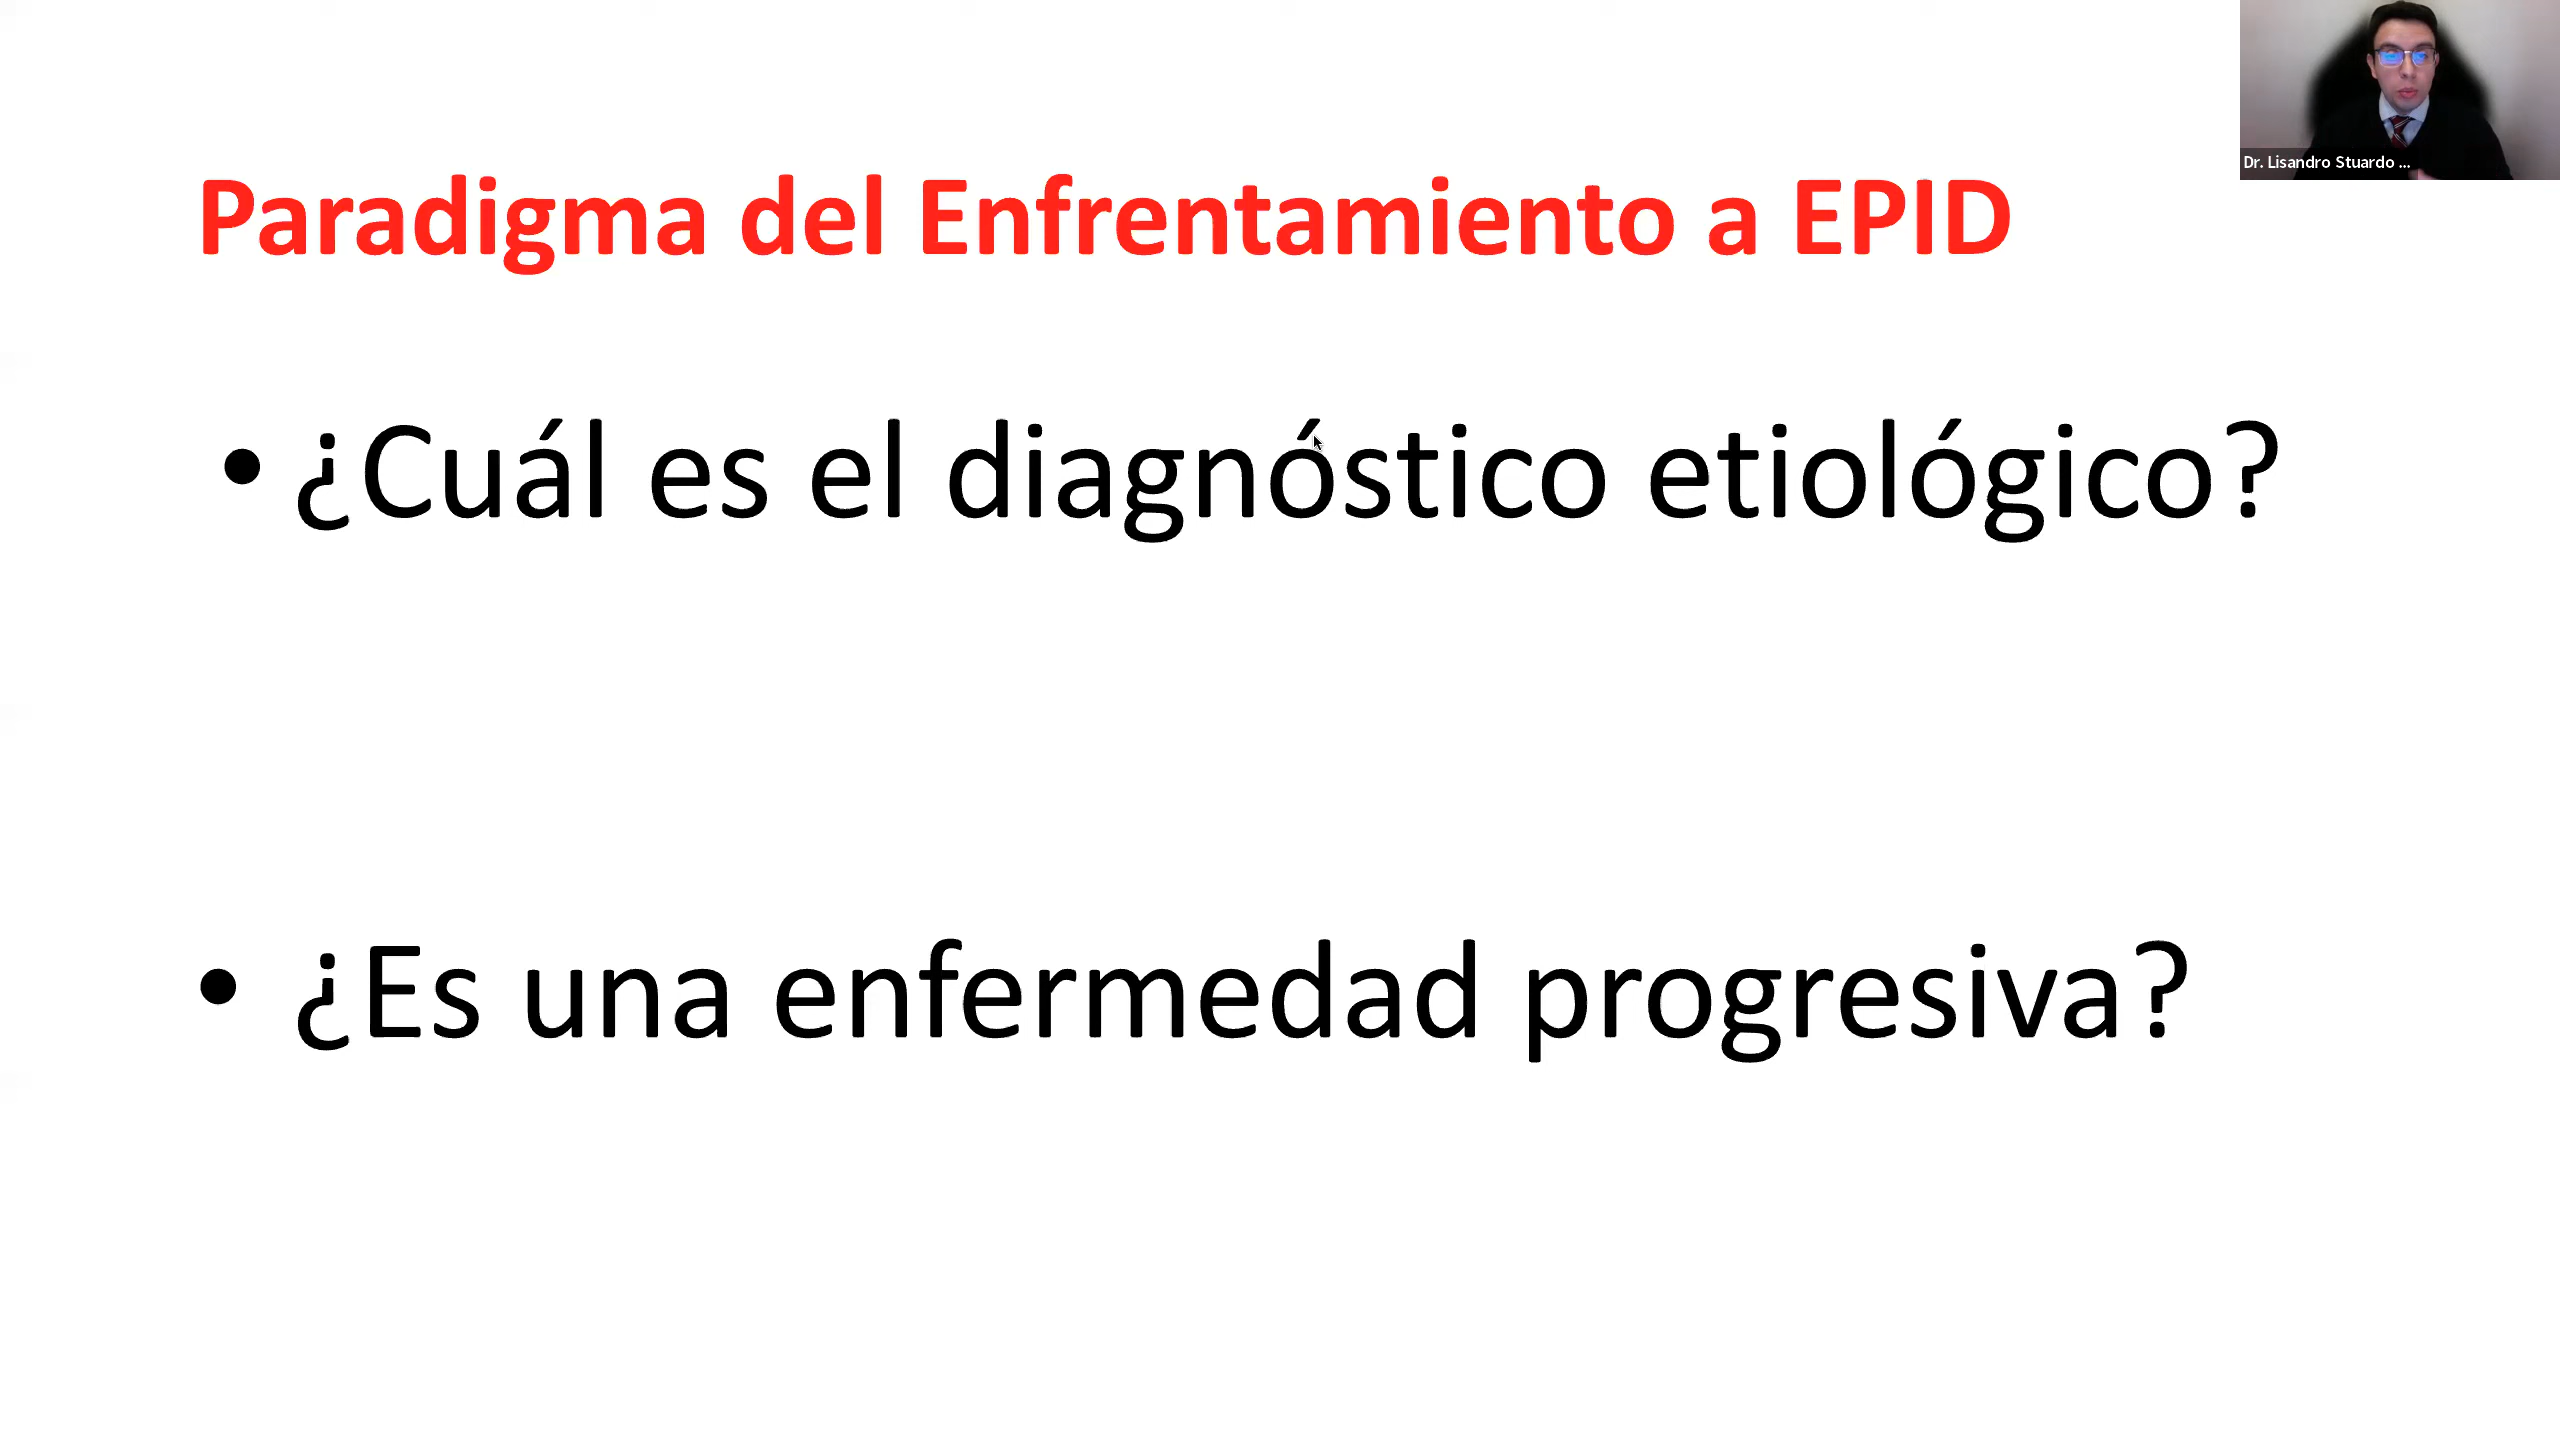 Dr. Lisandro Stuardo ...
Paradigma del Enfrentamiento a EPID
• ¿Cuál es el diagnóstico etiológico?
• ¿Es una enfermedad progresiva?